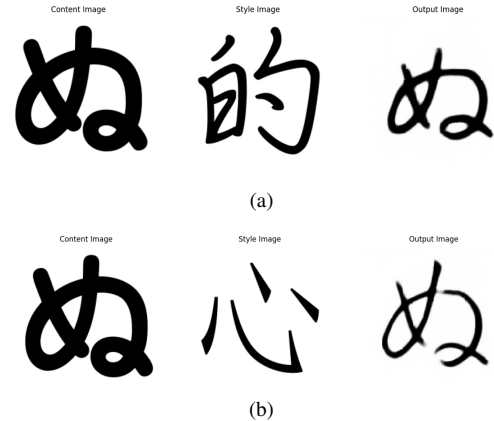 Content Image Style Image Output Image
ぬ 的 ぬ
(a)
Content Image Style Image Output Image
ぬ 心 ぬ
(b)